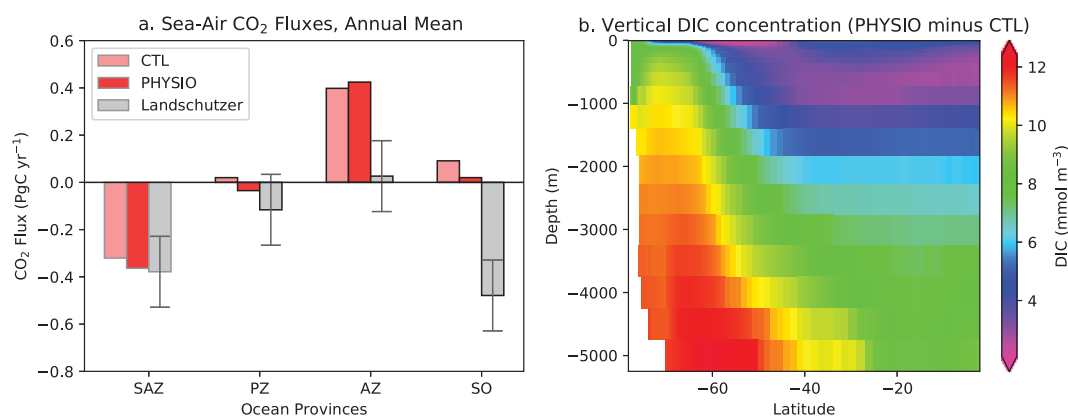 a. Sea-Air CO₂ Fluxes, Annual Mean
CTL
PHYSIO
Landschutzer
CO₂ Flux (PgC yr⁻¹)
0.6
0.4
0.2
0.0
−0.2
−0.4
−0.6
−0.8
SAZ PZ AZ SO
Ocean Provinces
b. Vertical DIC concentration (PHYSIO minus CTL)
Depth (m)
0
−1000
−2000
−3000
−4000
−5000
−60 −40 −20
Latitude
12
10
8
6
4
DIC (mmol m⁻³)